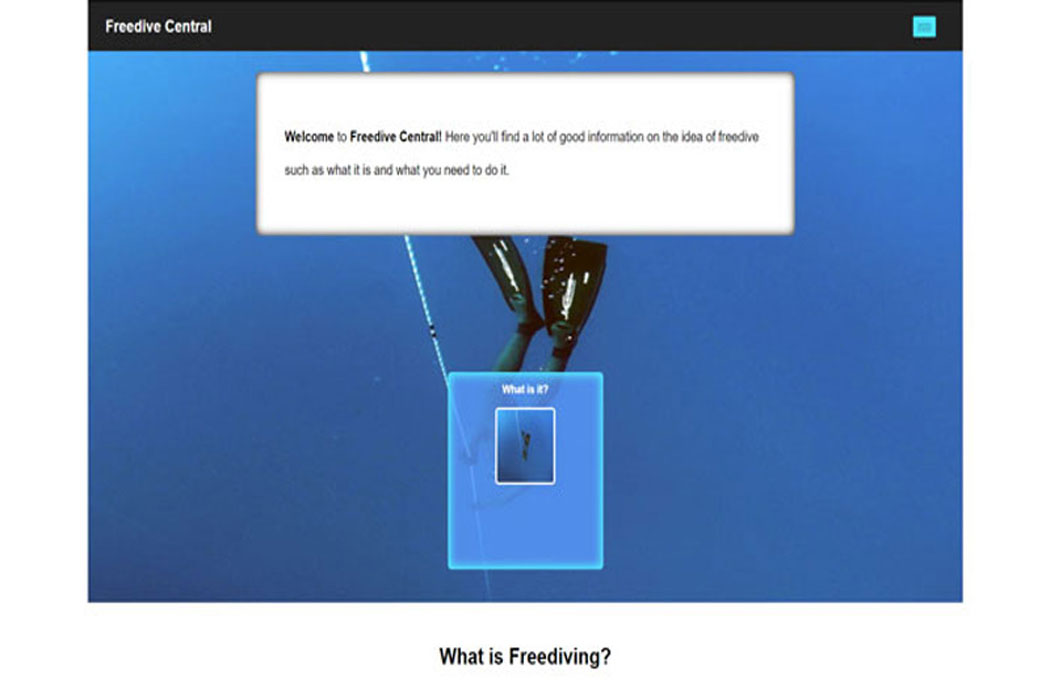 Freedive Central
Welcome to Freedive Central! Here you'll find a lot of good information on the idea of freedive
such as what it is and what you need to do it.
What is it?
What is Freediving?